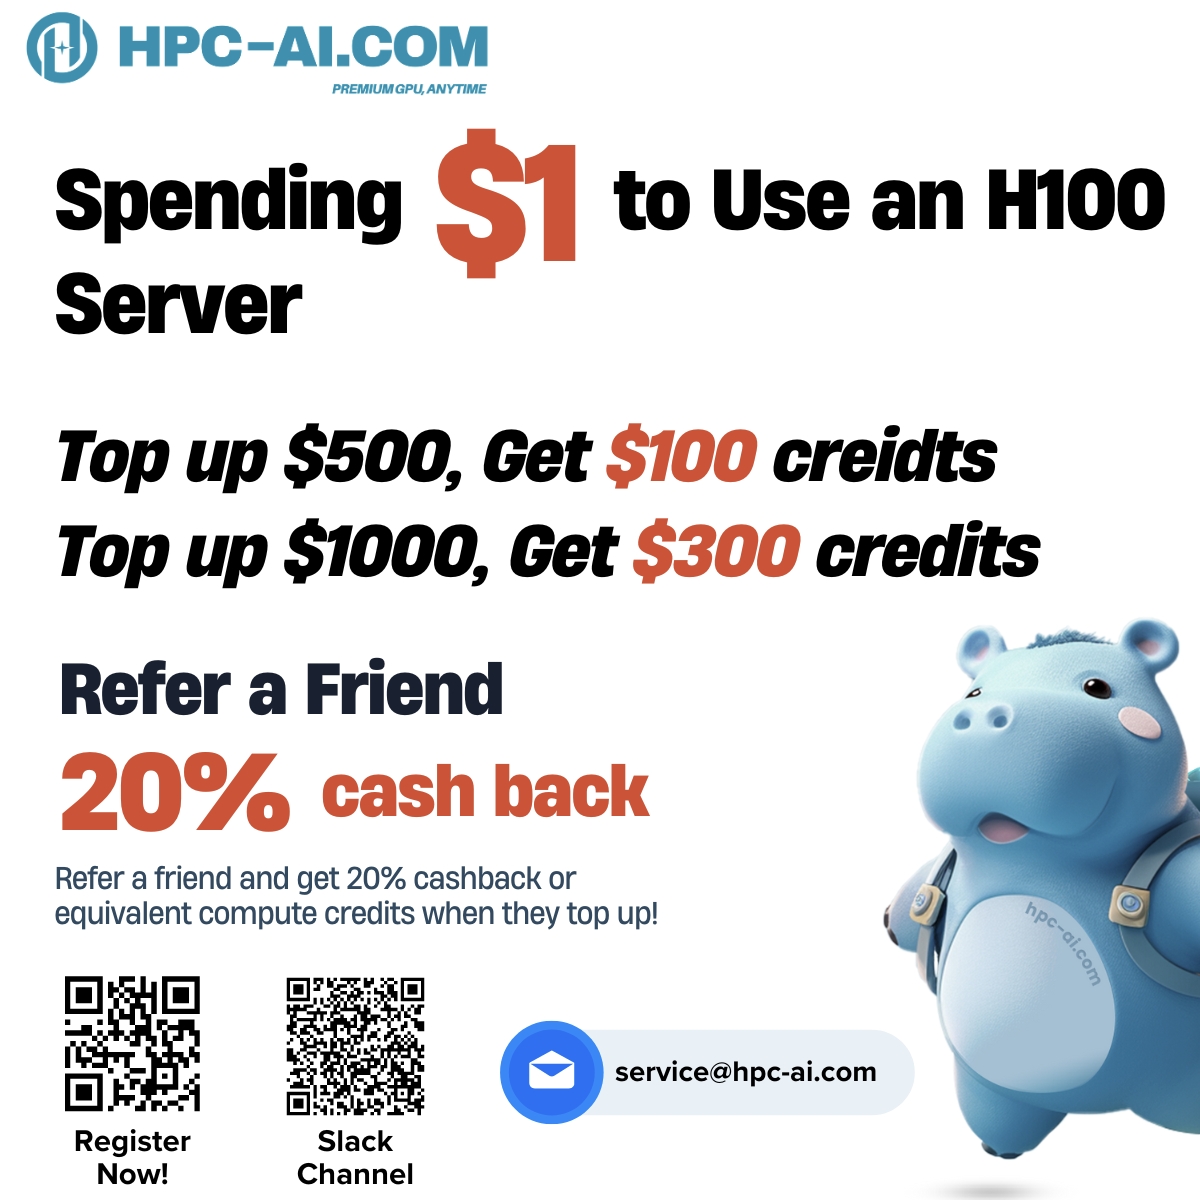 HPC-AI.COM
PREMIUM GPU, ANYTIME
Spending $1 to Use an H100
Server
Top up $500, Get $100 creidts
Top up $1000, Get $300 credits
Refer a Friend
20% cash back
Refer a friend and get 20% cashback or
equivalent compute credits when they top up!
hpc-ai.com
service@hpc-ai.com
Register
Now!
Slack
Channel